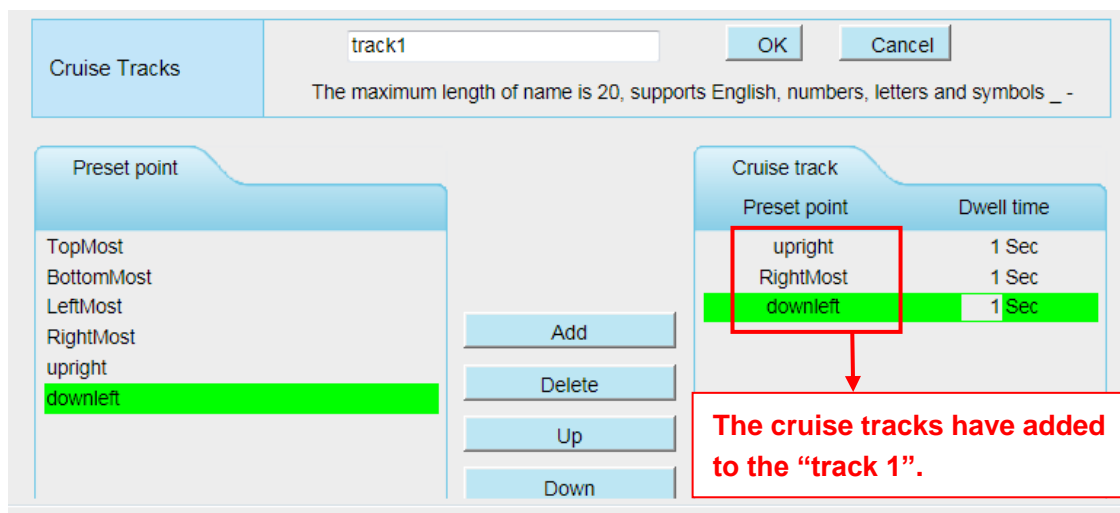 track1
OK
Cancel
Cruise Tracks
The maximum length of name is 20, supports English, numbers, letters and symbols _ -
Preset point
TopMost
BottomMost
LeftMost
RightMost
upright
downleft
Add
Delete
Up
Down
Cruise track
Preset point Dwell time
upright 1 Sec
RightMost 1 Sec
downleft 1 Sec
The cruise tracks have added
to the “track 1”.